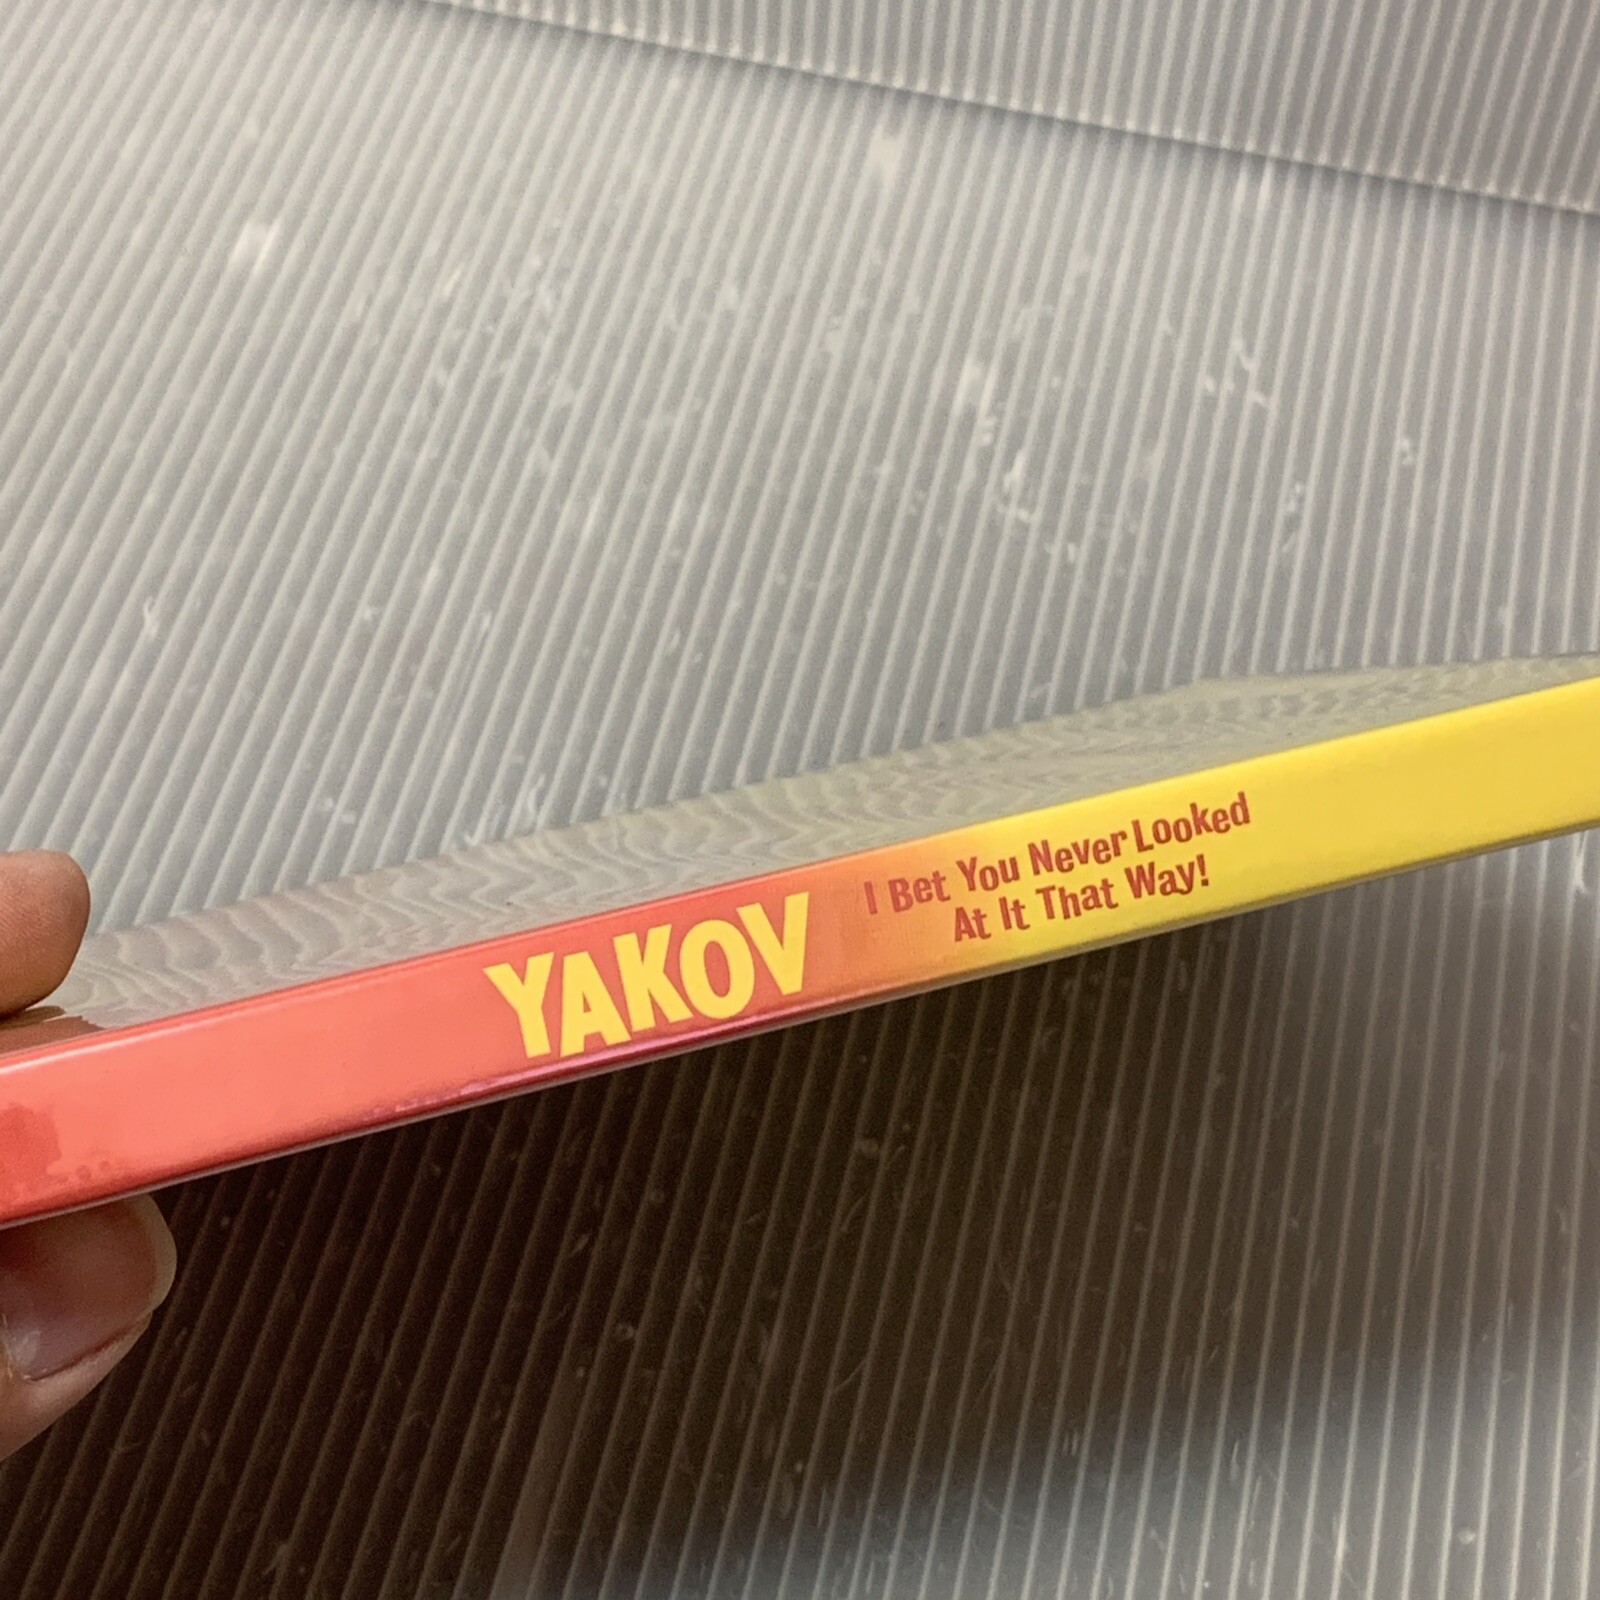 YAKOV
I Bet You Never Looked
At It That Way!